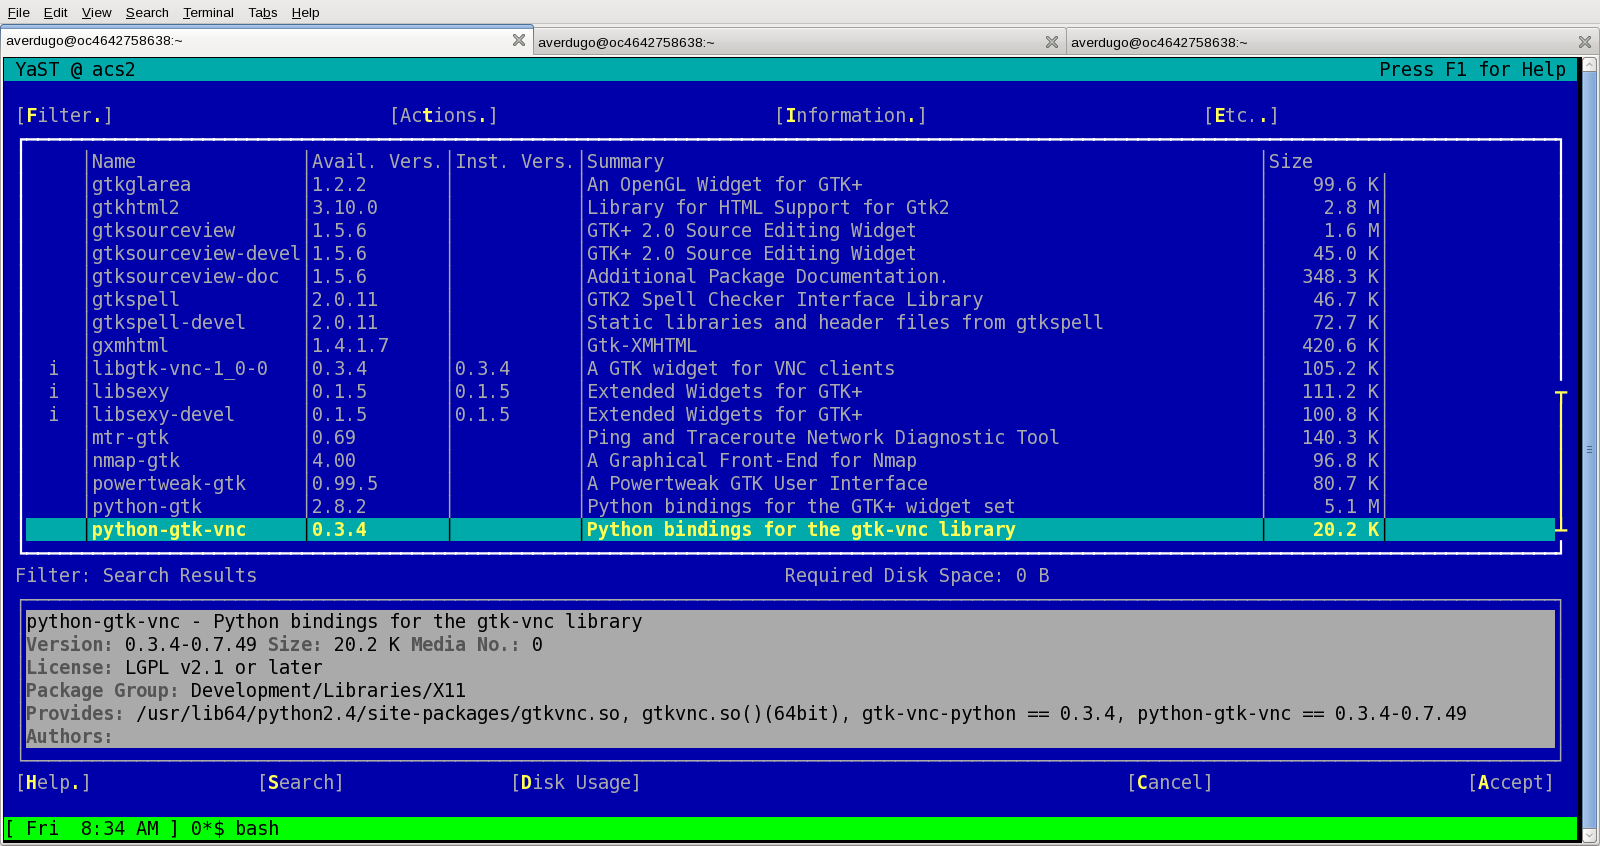 File Edit View Search Terminal Tabs Help
averdugo@oc4642758638:~ averdugo@oc4642758638:~ averdugo@oc4642758638:~
YaST @ acs2 Press F1 for Help
[Filter.] [Actions.] [Information.] [Etc..]
Name Avail. Vers. Inst. Vers. Summary Size
gtkglarea 1.2.2 An OpenGL Widget for GTK+ 99.6 K
gtkhtml2 3.10.0 Library for HTML Support for Gtk2 2.8 M
gtksourceview 1.5.6 GTK+ 2.0 Source Editing Widget 1.6 M
gtksourceview-devel 1.5.6 GTK+ 2.0 Source Editing Widget 45.0 K
gtksourceview-doc 1.5.6 Additional Package Documentation. 348.3 K
gtkspell 2.0.11 GTK2 Spell Checker Interface Library 46.7 K
gtkspell-devel 2.0.11 Static libraries and header files from gtkspell 72.7 K
gxmhtml 1.4.1.7 Gtk-XMHTML 420.6 K
i libgtk-vnc-1_0-0 0.3.4 0.3.4 A GTK widget for VNC clients 105.2 K
i libsexy 0.1.5 0.1.5 Extended Widgets for GTK+ 111.2 K
i libsexy-devel 0.1.5 0.1.5 Extended Widgets for GTK+ 100.8 K
mtr-gtk 0.69 Ping and Traceroute Network Diagnostic Tool 140.3 K
nmap-gtk 4.00 A Graphical Front-End for Nmap 96.8 K
powertweak-gtk 0.99.5 A Powertweak GTK User Interface 80.7 K
python-gtk 2.8.2 Python bindings for the GTK+ widget set 5.1 M
python-gtk-vnc 0.3.4 Python bindings for the gtk-vnc library 20.2 K
Filter: Search Results Required Disk Space: 0 B
python-gtk-vnc - Python bindings for the gtk-vnc library
Version: 0.3.4-0.7.49 Size: 20.2 K Media No.: 0
License: LGPL v2.1 or later
Package Group: Development/Libraries/X11
Provides: /usr/lib64/python2.4/site-packages/gtkvnc.so, gtkvnc.so()(64bit), gtk-vnc-python == 0.3.4, python-gtk-vnc == 0.3.4-0.7.49
Authors:
[Help.] [Search] [Disk Usage] [Cancel] [Accept]
[ Fri  8:34 AM ] 0*$ bash